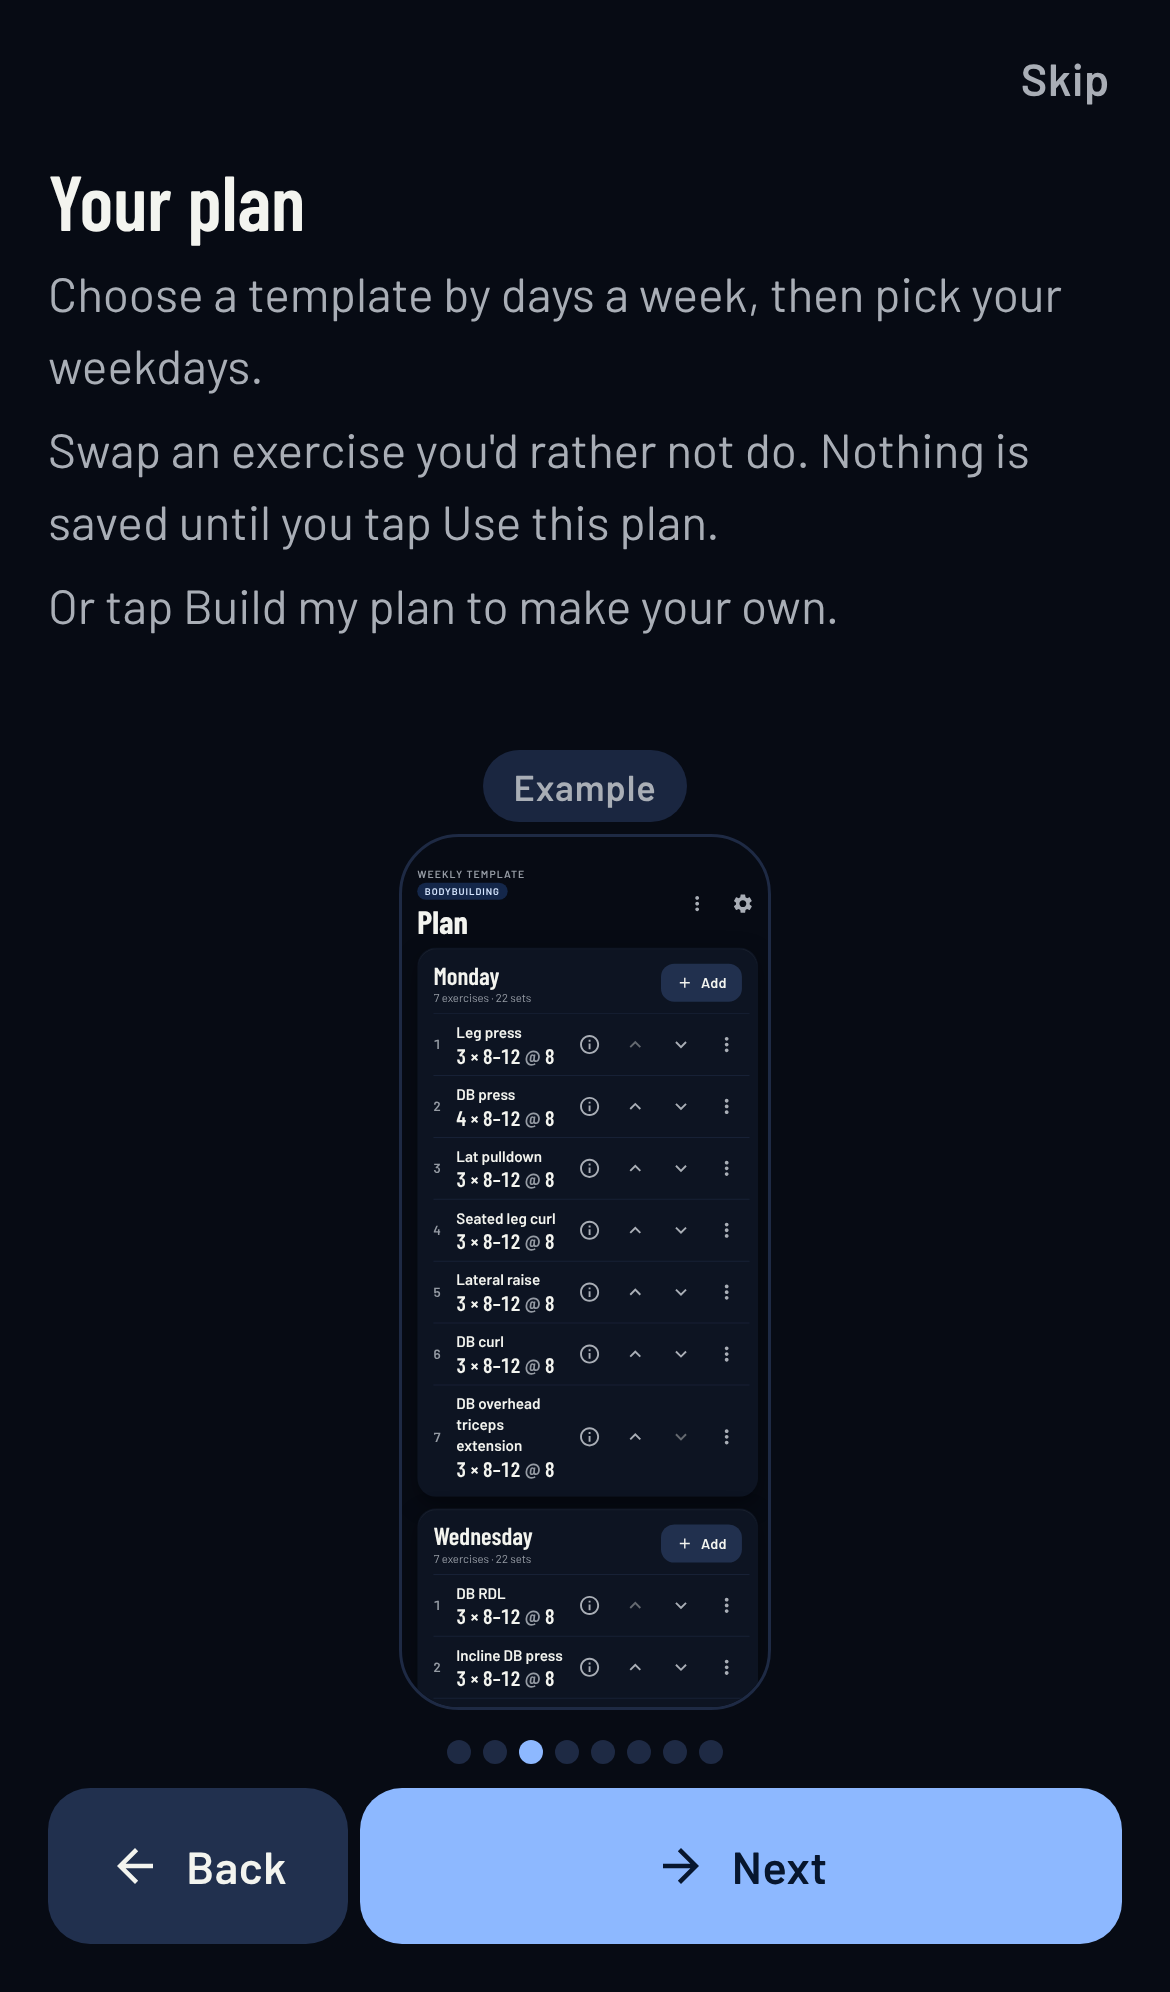 Skip
Your plan
Choose a template by days a week, then pick your
weekdays.
Swap an exercise you'd rather not do. Nothing is
saved until you tap Use this plan.
Or tap Build my plan to make your own.
Example
WEEKLY TEMPLATE
BODYBUILDING
Plan
Monday
7 exercises · 22 sets
+ Add
1
Leg press
3 × 8–12 @ 8
2
DB press
4 × 8–12 @ 8
3
Lat pulldown
3 × 8–12 @ 8
4
Seated leg curl
3 × 8–12 @ 8
5
Lateral raise
3 × 8–12 @ 8
6
DB curl
3 × 8–12 @ 8
7
DB overhead
triceps
extension
3 × 8–12 @ 8
Wednesday
7 exercises · 22 sets
+ Add
1
DB RDL
3 × 8–12 @ 8
2
Incline DB press
3 × 8–12 @ 8
Back
Next